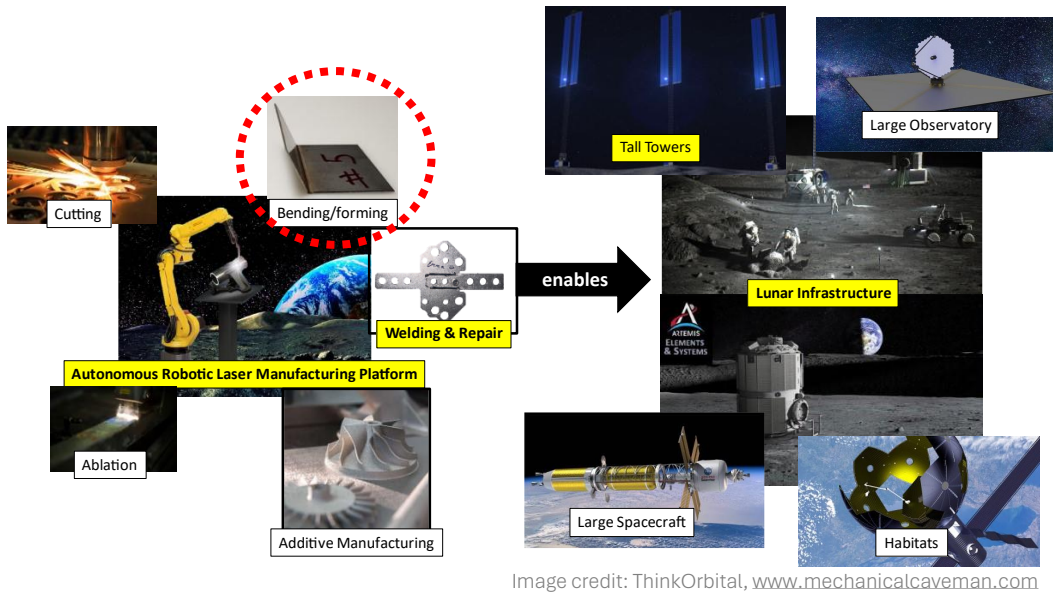 Cutting
#5
Bending/forming
Welding & Repair
Autonomous Robotic Laser Manufacturing Platform
Ablation
Additive Manufacturing
enables
Tall Towers
Large Observatory
Lunar Infrastructure
ARTEMIS
ELEMENTS
& SYSTEMS
Large Spacecraft
Habitats
Image credit: ThinkOrbital, www.mechanicalcaveman.com